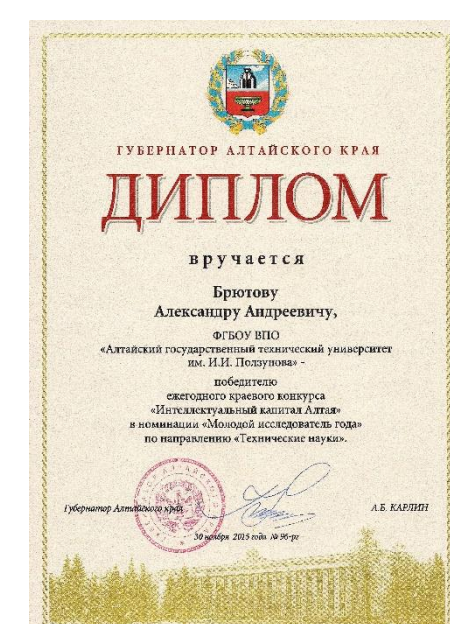 ГУБЕРНАТОР АЛТАЙСКОГО КРАЯ
ДИПЛОМ
вручается
Брютову
Александру Андреевичу,
ФГБОУ ВПО
«Алтайский государственный технический университет
им. И.И. Ползунова» -
победителю
ежегодного краевого конкурса
«Интеллектуальный капитал Алтая»
в номинации «Молодой исследователь года»
по направлению «Технические науки».
Губернатор Алтайского края
А.Б. КАРЛИН
30 ноября 2015 года № 96-рг